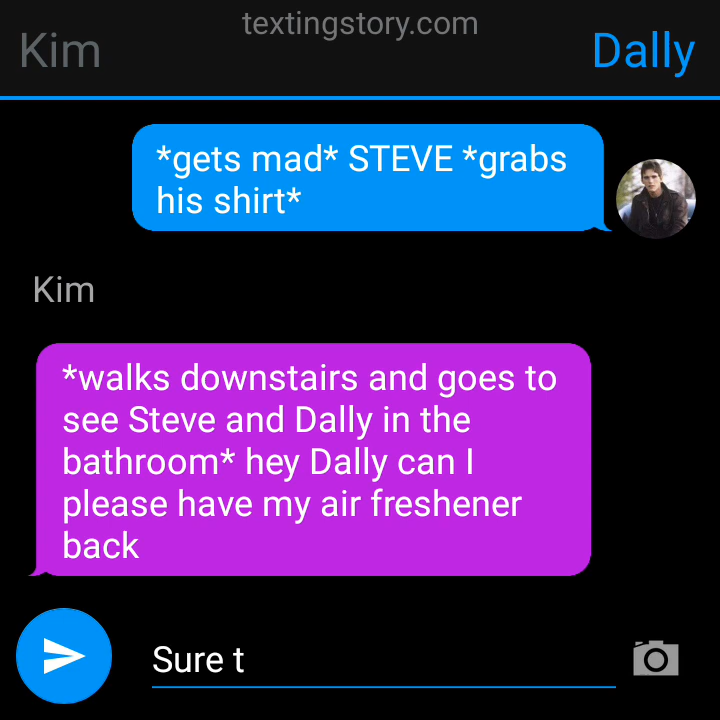 textingstory.com
Kim
Dally
*gets mad* STEVE *grabs
his shirt*
Kim
*walks downstairs and goes to
see Steve and Dally in the
bathroom* hey Dally can I
please have my air freshener
back
Sure t